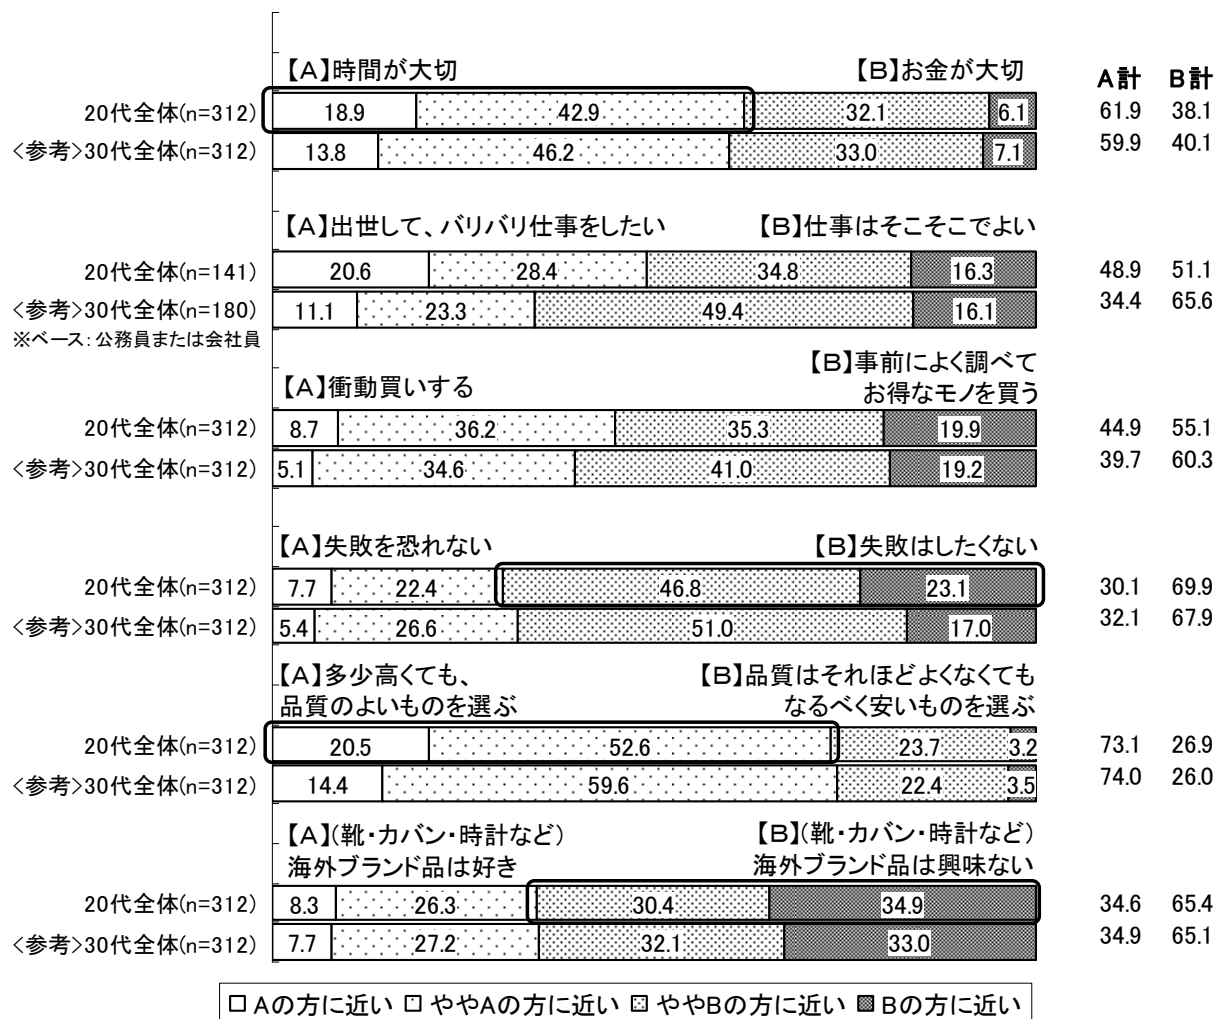 【A】時間が大切 【B】お金が大切 A計 B計
20代全体(n=312) 18.9 42.9 32.1 6.1 61.9 38.1
<参考>30代全体(n=312) 13.8 46.2 33.0 7.1 59.9 40.1
【A】出世して、バリバリ仕事をしたい 【B】仕事はそこそこでよい
20代全体(n=141) 20.6 28.4 34.8 16.3 48.9 51.1
<参考>30代全体(n=180) 11.1 23.3 49.4 16.1 34.4 65.6
※ベース：公務員または会社員
【A】衝動買いする 【B】事前によく調べて
お得なモノを買う
20代全体(n=312) 8.7 36.2 35.3 19.9 44.9 55.1
<参考>30代全体(n=312) 5.1 34.6 41.0 19.2 39.7 60.3
【A】失敗を恐れない 【B】失敗はしたくない
20代全体(n=312) 7.7 22.4 46.8 23.1 30.1 69.9
<参考>30代全体(n=312) 5.4 26.6 51.0 17.0 32.1 67.9
【A】多少高くても、 【B】品質はそれほどよくなくても
品質のよいものを選ぶ なるべく安いものを選ぶ
20代全体(n=312) 20.5 52.6 23.7 3.2 73.1 26.9
<参考>30代全体(n=312) 14.4 59.6 22.4 3.5 74.0 26.0
【A】(靴・カバン・時計など) 【B】(靴・カバン・時計など)
海外ブランド品は好き 海外ブランド品は興味ない
20代全体(n=312) 8.3 26.3 30.4 34.9 34.6 65.4
<参考>30代全体(n=312) 7.7 27.2 32.1 33.0 34.9 65.1
Aの方に近い ややAの方に近い ややBの方に近い Bの方に近い